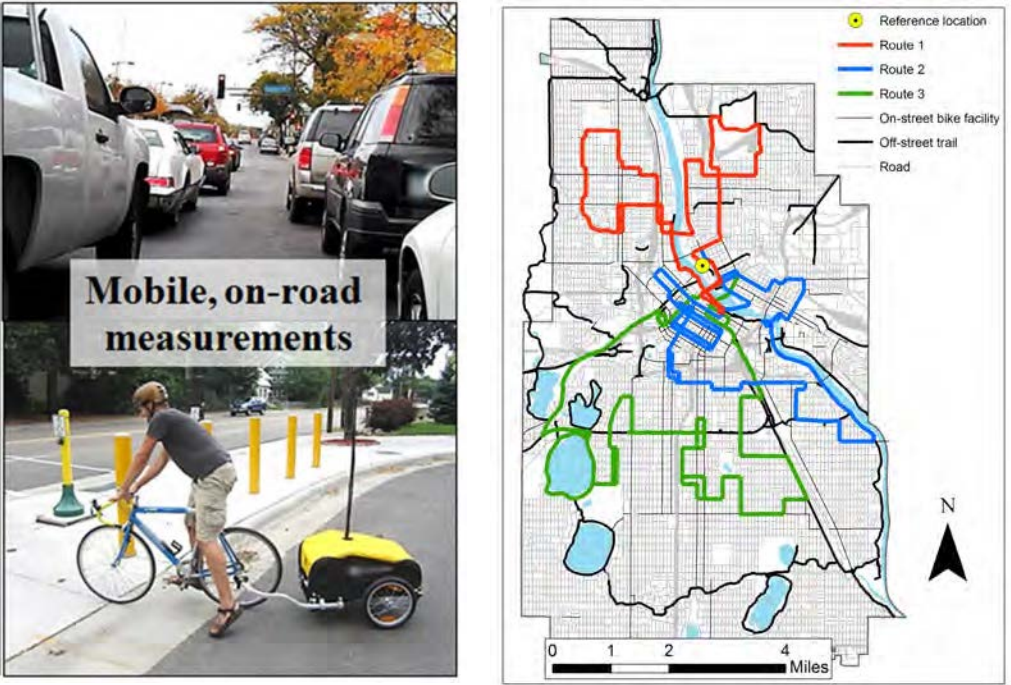 Mobile, on-road
measurements
Reference location
Route 1
Route 2
Route 3
On-street bike facility
Off-street trail
Road
N
0 1 2 4
Miles